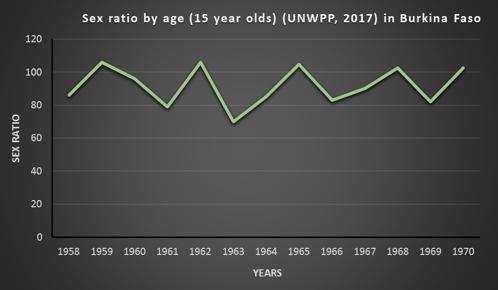 Sex ratio by age (15 year olds) (UNWPP, 2017) in Burkina Faso
120
100
80
60
40
20
0
SEX RATIO
1958 1959 1960 1961 1962 1963 1964 1965 1966 1967 1968 1969 1970
YEARS